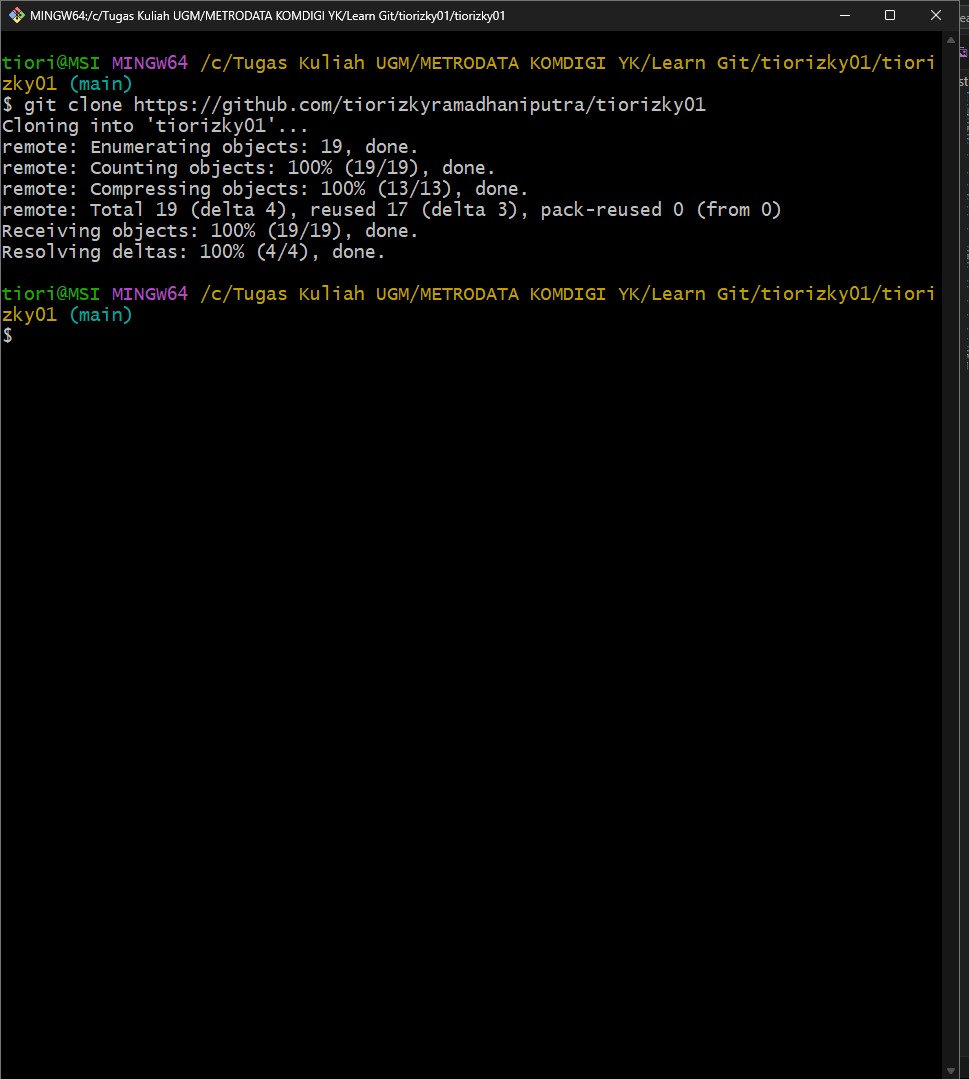 MINGW64:/c/Tugas Kuliah UGM/METRODATA KOMDIGI YK/Learn Git/tiorizky01/tiorizky01
tiori@MSI MINGW64 /c/Tugas Kuliah UGM/METRODATA KOMDIGI YK/Learn Git/tiorizky01/tiori
zky01 (main)
$ git clone https://github.com/tiorizkyramadhaniputra/tiorizky01
Cloning into 'tiorizky01'...
remote: Enumerating objects: 19, done.
remote: Counting objects: 100% (19/19), done.
remote: Compressing objects: 100% (13/13), done.
remote: Total 19 (delta 4), reused 17 (delta 3), pack-reused 0 (from 0)
Receiving objects: 100% (19/19), done.
Resolving deltas: 100% (4/4), done.
tiori@MSI MINGW64 /c/Tugas Kuliah UGM/METRODATA KOMDIGI YK/Learn Git/tiorizky01/tiori
zky01 (main)
$